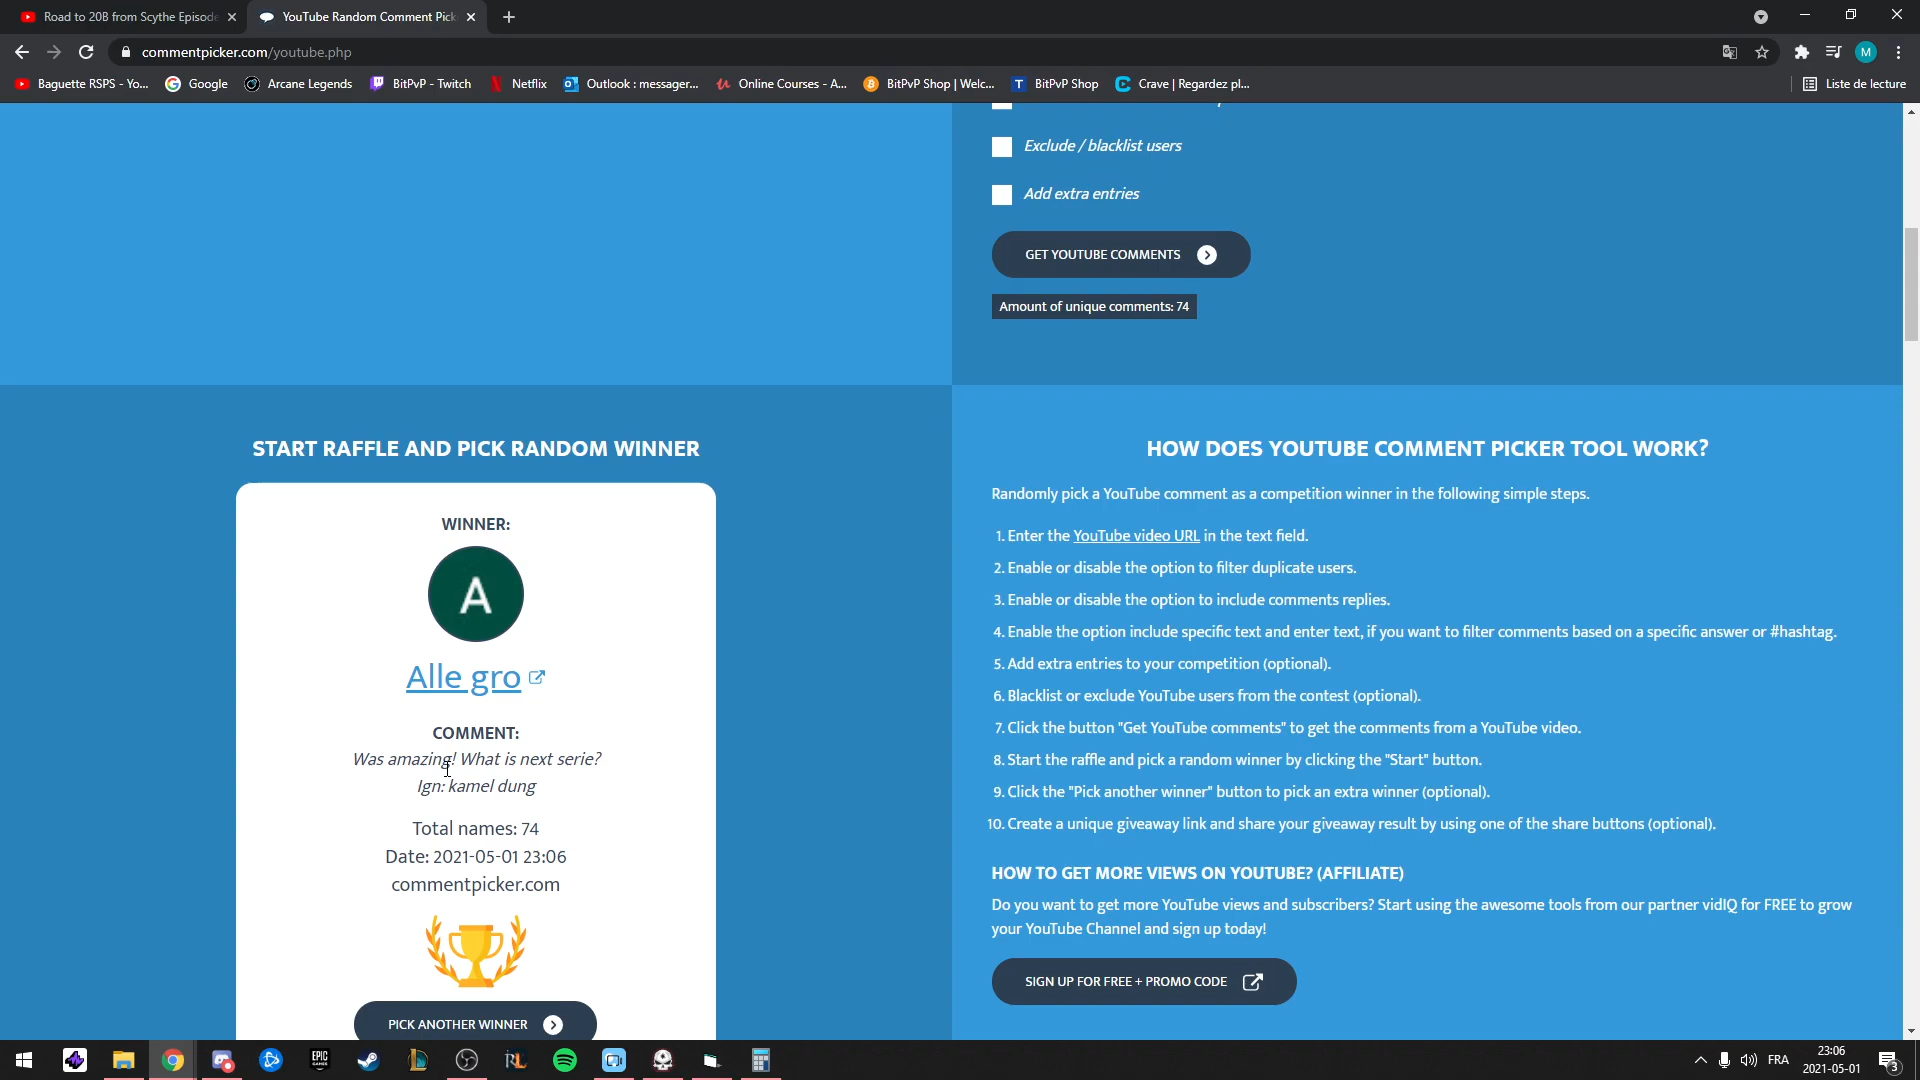 Road to 20B from Scythe Episode
YouTube Random Comment Pick
commentpicker.com/youtube.php
M
Baguette RSPS - Yo...
Google
Arcane Legends
BitPvP - Twitch
Netflix
Outlook : messager...
Online Courses - A...
BitPvP Shop | Welc...
T
BitPvP Shop
Crave | Regardez pl...
Liste de lecture
Exclude / blacklist users
Add extra entries
GET YOUTUBE COMMENTS
Amount of unique comments: 74
START RAFFLE AND PICK RANDOM WINNER
WINNER:
A
Alle gro
COMMENT:
Was amazing! What is next serie?
Ign: kamel dung
Total names: 74
Date: 2021-05-01 23:06
commentpicker.com
PICK ANOTHER WINNER
HOW DOES YOUTUBE COMMENT PICKER TOOL WORK?
Randomly pick a YouTube comment as a competition winner in the following simple steps.
1. Enter the YouTube video URL in the text field.
2. Enable or disable the option to filter duplicate users.
3. Enable or disable the option to include comments replies.
4. Enable the option include specific text and enter text, if you want to filter comments based on a specific answer or #hashtag.
5. Add extra entries to your competition (optional).
6. Blacklist or exclude YouTube users from the contest (optional).
7. Click the button "Get YouTube comments" to get the comments from a YouTube video.
8. Start the raffle and pick a random winner by clicking the "Start" button.
9. Click the "Pick another winner" button to pick an extra winner (optional).
10. Create a unique giveaway link and share your giveaway result by using one of the share buttons (optional).
HOW TO GET MORE VIEWS ON YOUTUBE? (AFFILIATE)
Do you want to get more YouTube views and subscribers? Start using the awesome tools from our partner vidIQ for FREE to grow
your YouTube Channel and sign up today!
SIGN UP FOR FREE + PROMO CODE
EPIC GAMES
FRA
23:06
2021-05-01
3